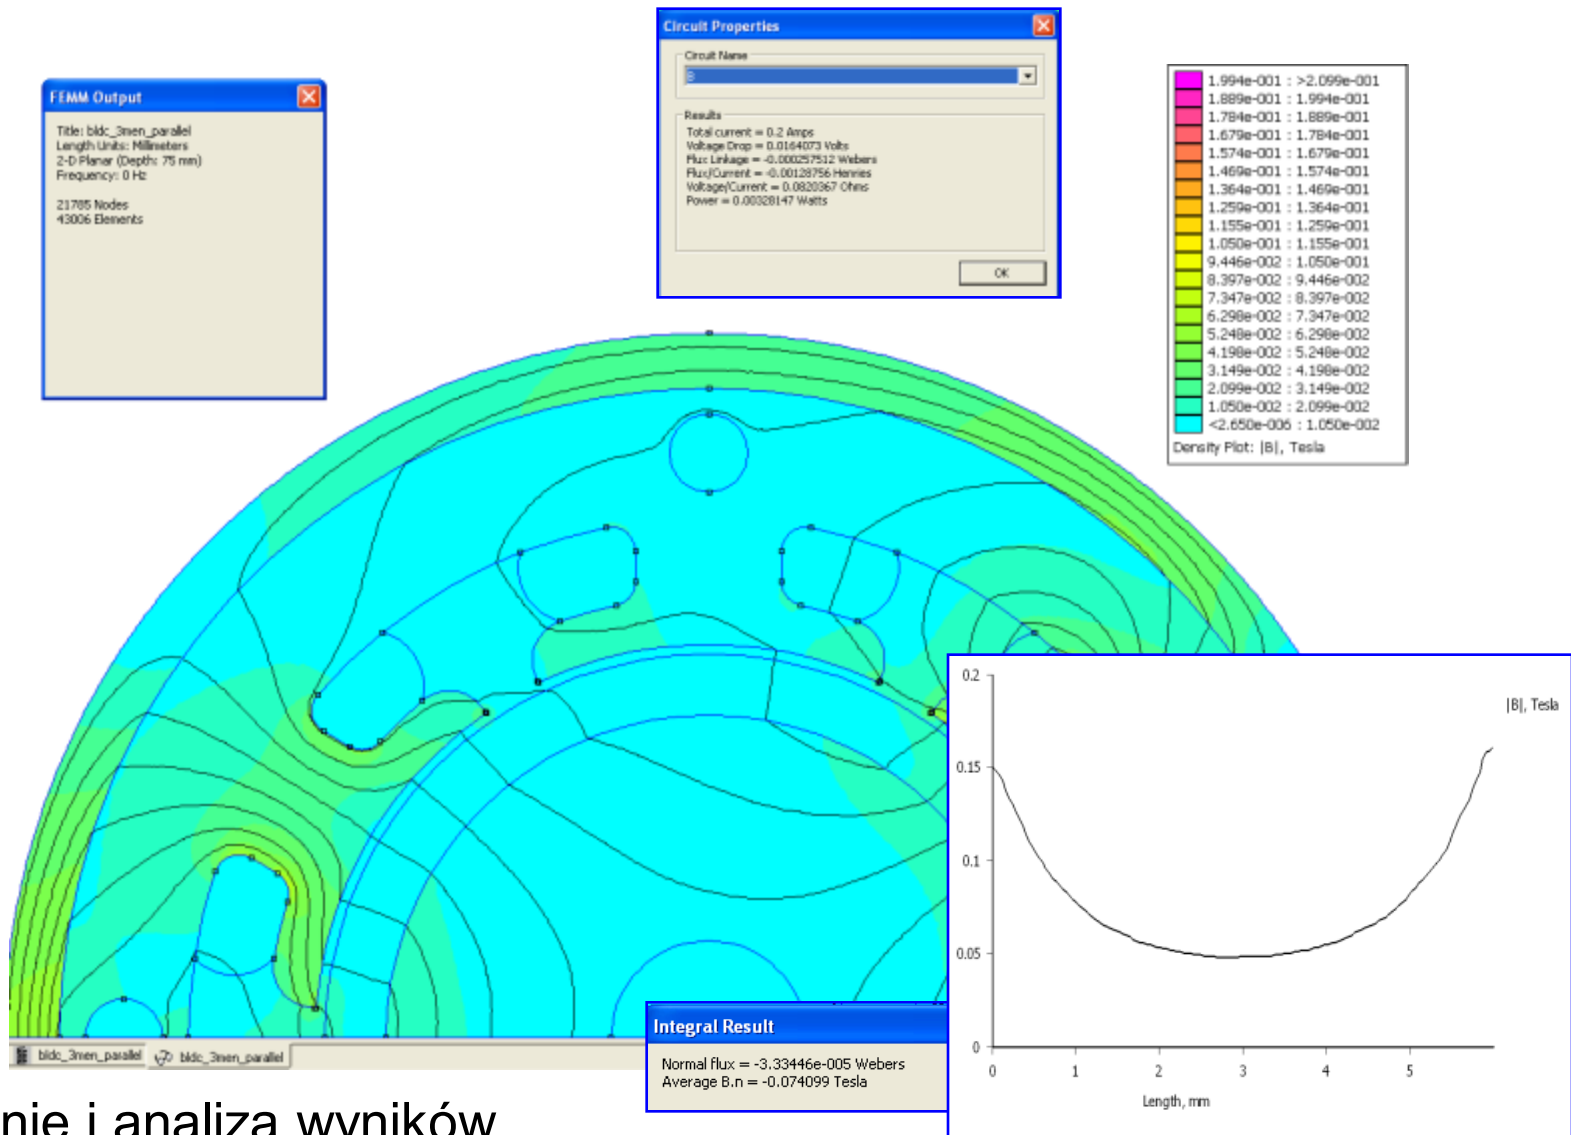 Circuit Properties
Circuit Name
B
Results
Total current = 0.2 Amps
Voltage Drop = 0.0164073 Volts
Flux Linkage = -0.000257512 Webers
Flux/Current = -0.00128756 Henries
Voltage/Current = 0.0820367 Ohms
Power = 0.00328147 Watts
OK
FEMM Output
Title: bldc_3men_parallel
Length Units: Millimeters
2-D Planar (Depth: 75 mm)
Frequency: 0 Hz
21785 Nodes
43006 Elements
1.994e-001 : >2.099e-001
1.889e-001 : 1.994e-001
1.784e-001 : 1.889e-001
1.679e-001 : 1.784e-001
1.574e-001 : 1.679e-001
1.469e-001 : 1.574e-001
1.364e-001 : 1.469e-001
1.259e-001 : 1.364e-001
1.155e-001 : 1.259e-001
1.050e-001 : 1.155e-001
9.446e-002 : 1.050e-001
8.397e-002 : 9.446e-002
7.347e-002 : 8.397e-002
6.298e-002 : 7.347e-002
5.248e-002 : 6.298e-002
4.198e-002 : 5.248e-002
3.149e-002 : 4.198e-002
2.099e-002 : 3.149e-002
1.050e-002 : 2.099e-002
<2.650e-006 : 1.050e-002
Density Plot: |B|, Tesla
0.2
|B|, Tesla
0.15
0.1
0.05
0
0 1 2 3 4 5
Length, mm
bldc_3men_parallel bldc_3men_parallel
Integral Result
Normal flux = -3.33446e-005 Webers
Average B.n = -0.074099 Tesla
nie i analiza wyników